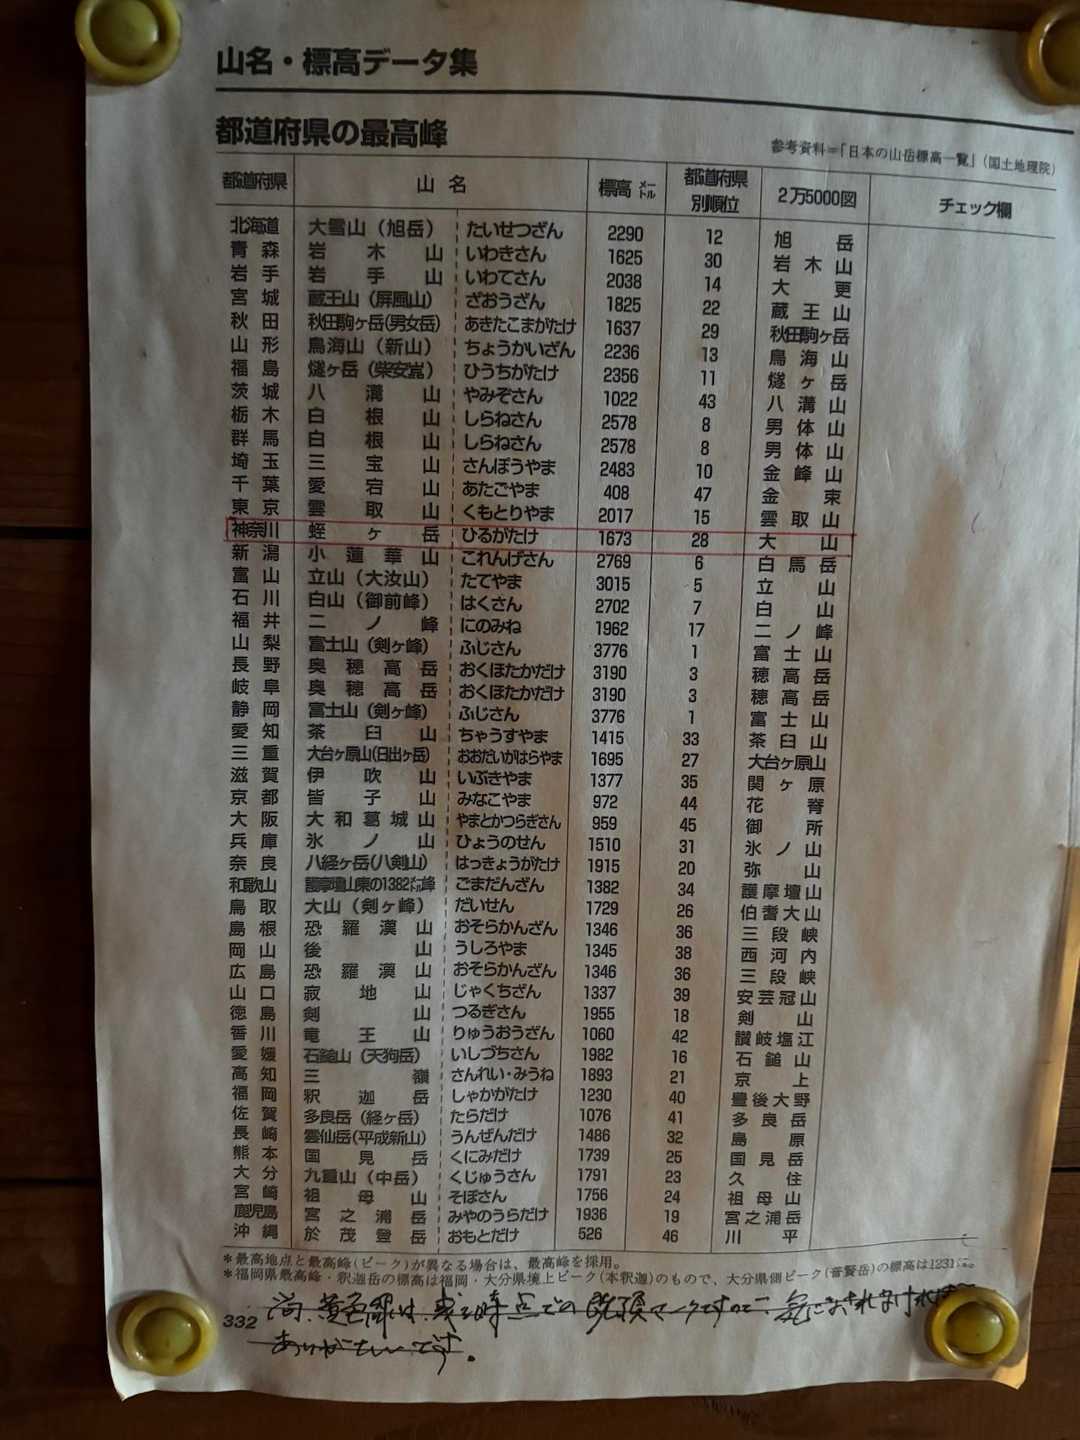 山名・標高データ集
都道府県の最高峰
参考資料=「日本の山岳標高一覧」(国土地理院)
都道府県 山名 標高メートル 都道府県別順位 2万5000図 チェック欄
北海道 大雪山(旭岳) たいせつざん 2290 12 旭岳
青森 岩木山 いわきさん 1625 30 岩木山
岩手 岩手山 いわてさん 2038 14 大更
宮城 蔵王山(屏風山) ざおうざん 1825 22 蔵王山
秋田 秋田駒ヶ岳(男女岳) あきたこまがたけ 1637 29 秋田駒ヶ岳
山形 鳥海山(新山) ちょうかいざん 2236 13 鳥海山
福島 燧ヶ岳(柴安嵓) ひうちがたけ 2356 11 燧ヶ岳
茨城 八溝山 やみぞさん 1022 43 八溝山
栃木 白根山 しらねさん 2578 8 男体山
群馬 白根山 しらねさん 2578 8 男体山
埼玉 三宝山 さんぽうやま 2483 10 金峰山
千葉 愛宕山 あたごやま 408 47 金束
東京 雲取山 くもとりやま 2017 15 雲取山
神奈川 蛭ヶ岳 ひるがたけ 1673 28 大山
新潟 小蓮華山 これんげさん 2769 6 白馬岳
富山 立山(大汝山) たてやま 3015 5 立山
石川 白山(御前峰) はくさん 2702 7 白山
福井 二ノ峰 にのみね 1962 17 二ノ峰
山梨 富士山(剣ヶ峰) ふじさん 3776 1 富士山
長野 奥穂高岳 おくほたかだけ 3190 3 穂高岳
岐阜 奥穂高岳 おくほたかだけ 3190 3 穂高岳
静岡 富士山(剣ヶ峰) ふじさん 3776 1 富士山
愛知 茶臼山 ちゃうすやま 1415 33 茶臼山
三重 大台ヶ原山(日出ヶ岳) おおだいがはらやま 1695 27 大台ヶ原山
滋賀 伊吹山 いぶきやま 1377 35 関ヶ原
京都 皆子山 みなこやま 972 44 花脊
大阪 大和葛城山 やまとかつらぎさん 959 45 御所
兵庫 氷ノ山 ひょうのせん 1510 31 氷ノ山
奈良 八経ヶ岳(八剣山) はっきょうがたけ 1915 20 弥山
和歌山 護摩壇山東の1382メートル峰 ごまだんざん 1382 34 護摩壇山
鳥取 大山(剣ヶ峰) だいせん 1729 26 伯耆大山
島根 恐羅漢山 おそらかんざん 1346 36 三段峡
岡山 後山 うしろやま 1345 38 西河内
広島 恐羅漢山 おそらかんざん 1346 36 三段峡
山口 寂地山 じゃくちざん 1337 39 安芸冠山
徳島 剣山 つるぎさん 1955 18 剣山
香川 竜王山 りゅうおうざん 1060 42 讃岐塩江
愛媛 石鎚山(天狗岳) いしづちさん 1982 16 石鎚山
高知 三嶺 さんれい・みうね 1893 21 京上
福岡 釈迦岳 しゃかがたけ 1230 40 豊後大野
佐賀 多良岳(経ヶ岳) たらだけ 1076 41 多良岳
長崎 雲仙岳(平成新山) うんぜんだけ 1486 32 島原
熊本 国見岳 くにみだけ 1739 25 国見岳
大分 九重山(中岳) くじゅうさん 1791 23 久住
宮崎 祖母山 そぼさん 1756 24 祖母山
鹿児島 宮之浦岳 みやのうらだけ 1936 19 宮之浦岳
沖縄 於茂登岳 おもとだけ 526 46 川平
*最高地点と最高峰(ピーク)が異なる場合は、最高峰を採用。
*福岡県最高峰・釈迦岳の標高は福岡・大分県境上ピーク(本釈迦)のもので、大分県側ピーク(普賢岳)の標高は1231
332 尚、黄色部は、或る時点での既頂マークですので、気にされなければ
ありがたいです。